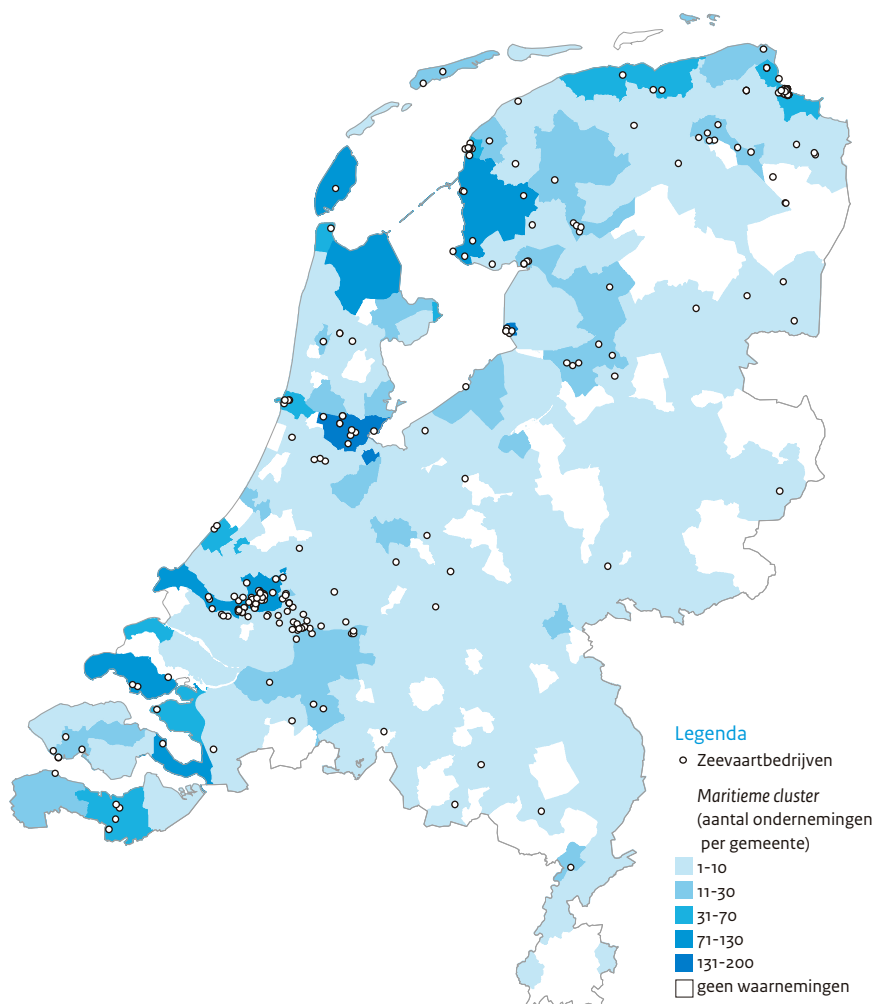 Legenda
Zeevaartbedrijven
Maritieme cluster
(aantal ondernemingen
per gemeente)
1-10
11-30
31-70
71-130
131-200
geen waarnemingen